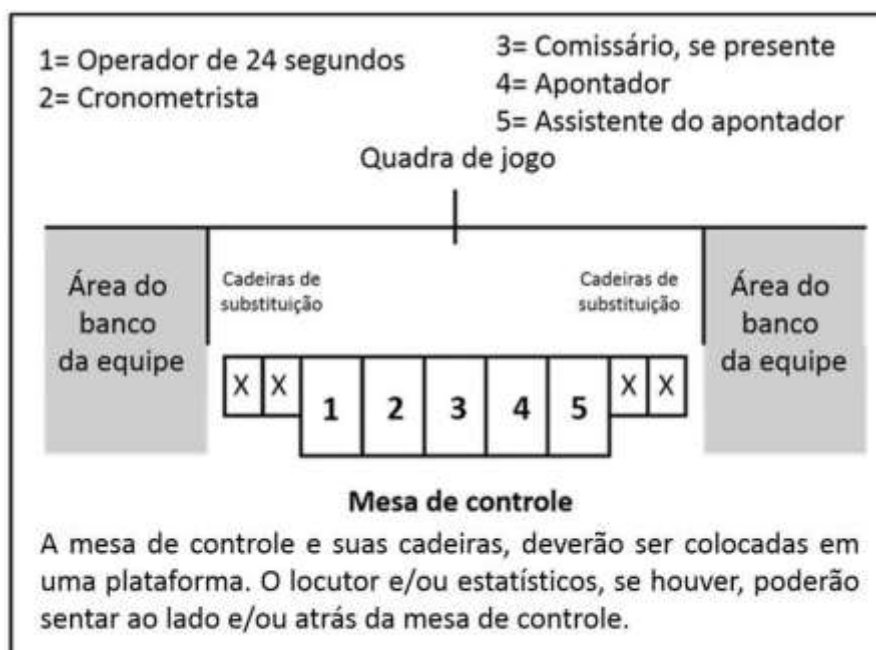 1= Operador de 24 segundos
2= Cronometrista
3= Comissário, se presente
4= Apontador
5= Assistente do apontador
Quadra de jogo
Área do
banco
da equipe
Cadeiras de
substituição
Cadeiras de
substituição
Área do
banco
da equipe
X X 1 2 3 4 5 X X
Mesa de controle
A mesa de controle e suas cadeiras, deverão ser colocadas em
uma plataforma. O locutor e/ou estatísticos, se houver, poderão
sentar ao lado e/ou atrás da mesa de controle.